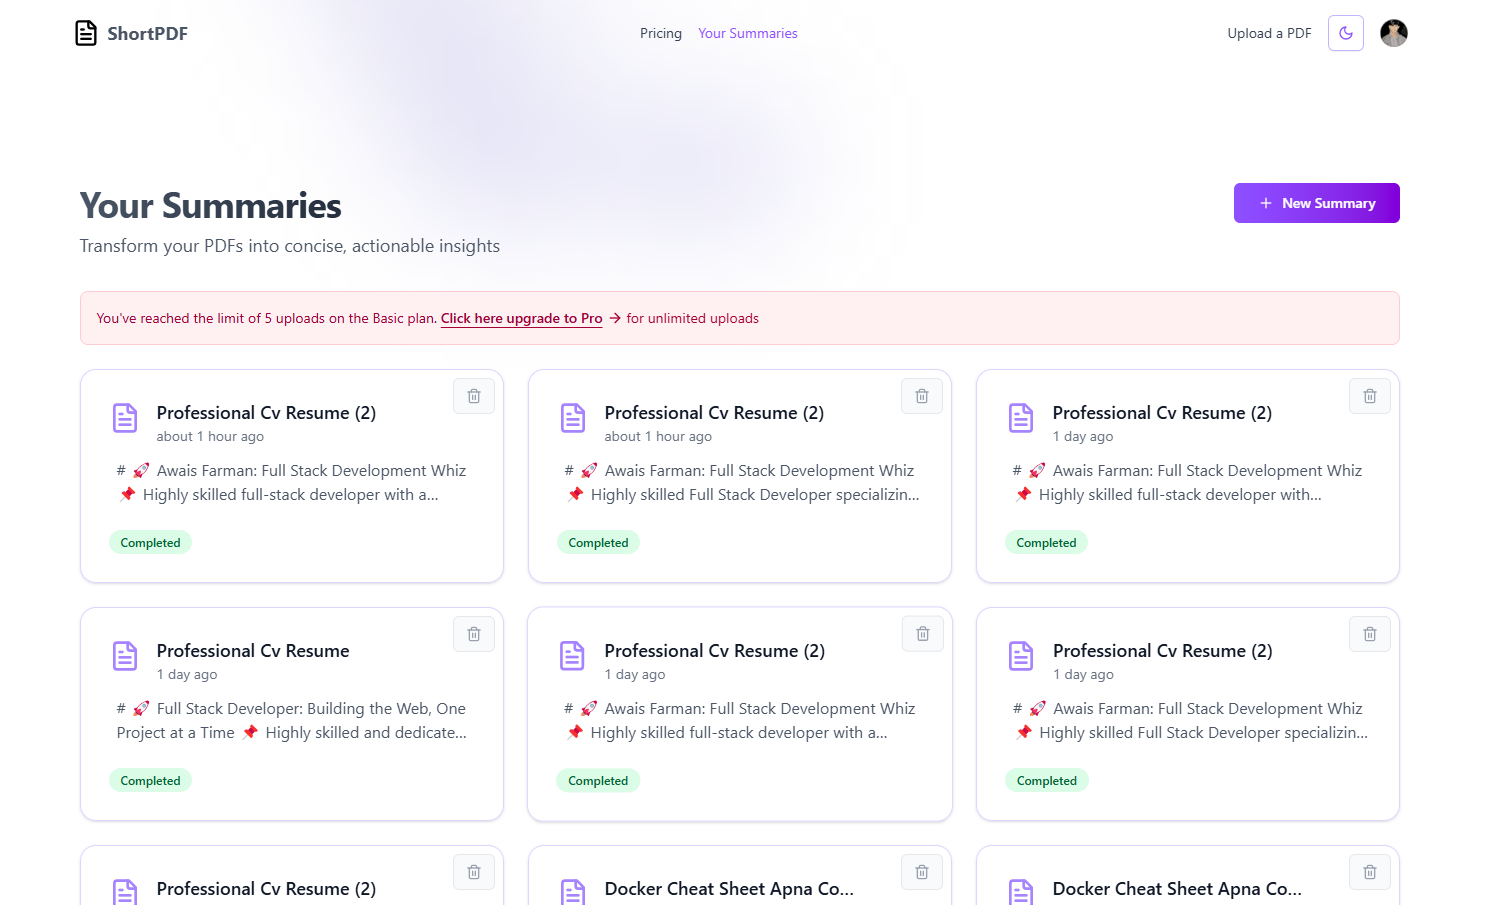 ShortPDF
Pricing
Your Summaries
Upload a PDF
Your Summaries
Transform your PDFs into concise, actionable insights
+ New Summary
You've reached the limit of 5 uploads on the Basic plan. Click here upgrade to Pro → for unlimited uploads
Professional Cv Resume (2)
about 1 hour ago
# 🚀 Awais Farman: Full Stack Development Whiz
📌 Highly skilled full-stack developer with a...
Completed
Professional Cv Resume (2)
about 1 hour ago
# 🚀 Awais Farman: Full Stack Development Whiz
📌 Highly skilled Full Stack Developer specializin...
Completed
Professional Cv Resume (2)
1 day ago
# 🚀 Awais Farman: Full Stack Development Whiz
📌 Highly skilled full-stack developer with...
Completed
Professional Cv Resume
1 day ago
# 🚀 Full Stack Developer: Building the Web, One
Project at a Time 📌 Highly skilled and dedicate...
Completed
Professional Cv Resume (2)
1 day ago
# 🚀 Awais Farman: Full Stack Development Whiz
📌 Highly skilled full-stack developer with a...
Completed
Professional Cv Resume (2)
1 day ago
# 🚀 Awais Farman: Full Stack Development Whiz
📌 Highly skilled Full Stack Developer specializin...
Completed
Professional Cv Resume (2)
Docker Cheat Sheet Apna Co...
Docker Cheat Sheet Apna Co...